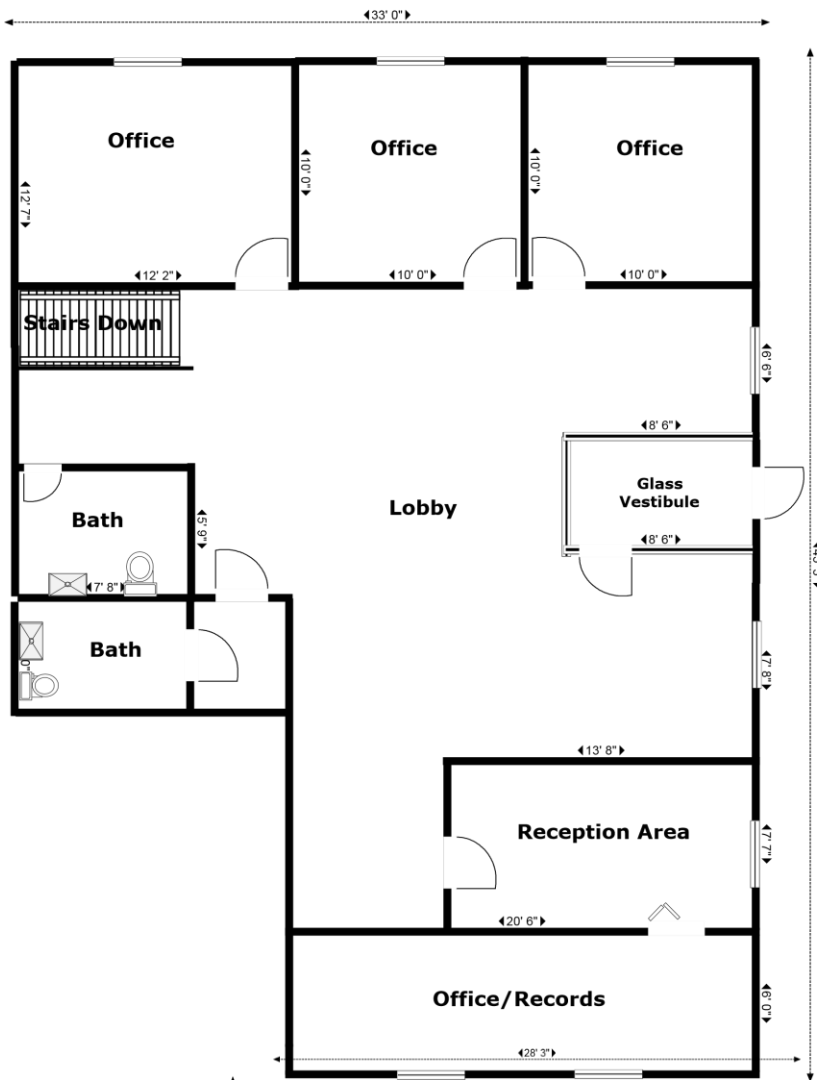 33' 0"
Office
Office
Office
12' 7"
10' 0"
10' 0"
12' 2"
10' 0"
10' 0"
Stairs Down
6' 6"
8' 6"
Glass
Vestibule
Lobby
8' 6"
Bath
5' 9"
7' 8"
Bath
7' 8"
13' 8"
Reception Area
7' 7"
20' 6"
Office/Records
6' 0"
28' 3"